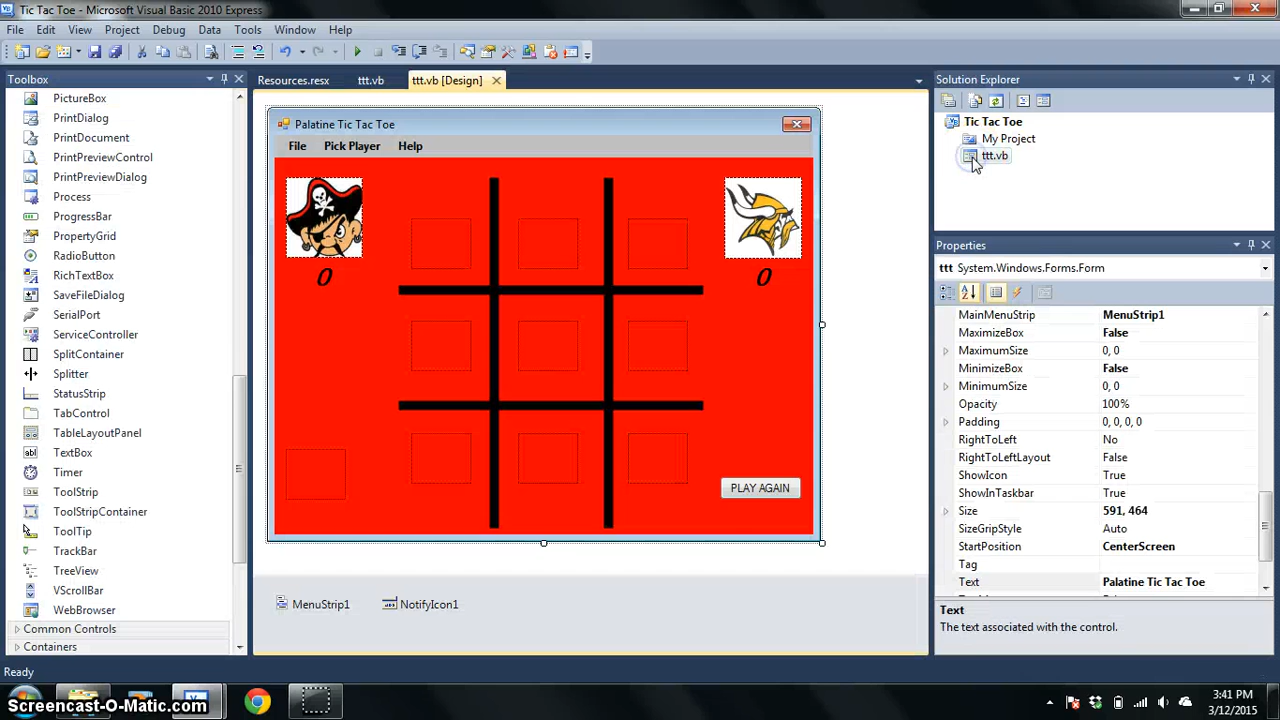 Tic Tac Toe - Microsoft Visual Basic 2010 Express
File Edit View Project Debug Data Tools Window Help
Toolbox
PictureBox
PrintDialog
PrintDocument
PrintPreviewControl
PrintPreviewDialog
Process
ProgressBar
PropertyGrid
RadioButton
RichTextBox
SaveFileDialog
SerialPort
ServiceController
SplitContainer
Splitter
StatusStrip
TabControl
TableLayoutPanel
TextBox
Timer
ToolStrip
ToolStripContainer
ToolTip
TrackBar
TreeView
VScrollBar
WebBrowser
Common Controls
Containers
Resources.resx ttt.vb ttt.vb [Design]
Palatine Tic Tac Toe
File Pick Player Help
0 0
PLAY AGAIN
MenuStrip1 NotifyIcon1
Solution Explorer
Tic Tac Toe
My Project
ttt.vb
Properties
ttt System.Windows.Forms.Form
MainMenuStrip MenuStrip1
MaximizeBox False
MaximumSize 0, 0
MinimizeBox False
MinimumSize 0, 0
Opacity 100%
Padding 0, 0, 0, 0
RightToLeft No
RightToLeftLayout False
ShowIcon True
ShowInTaskbar True
Size 591, 464
SizeGripStyle Auto
StartPosition CenterScreen
Tag
Text Palatine Tic Tac Toe
Text
The text associated with the control.
Ready
Screencast-O-Matic.com
3:41 PM
3/12/2015